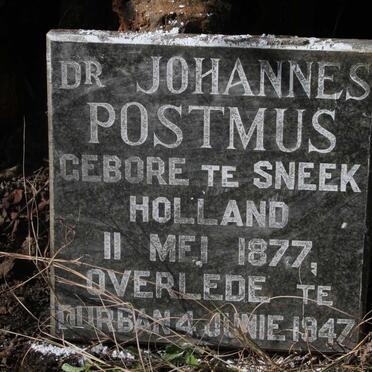 DR JOHANNES
POSTMUS
GEBORE TE SNEEK
HOLLAND
11 MEI 1877,
OVERLEDE TE
DURBAN 4 JUNIE 1947